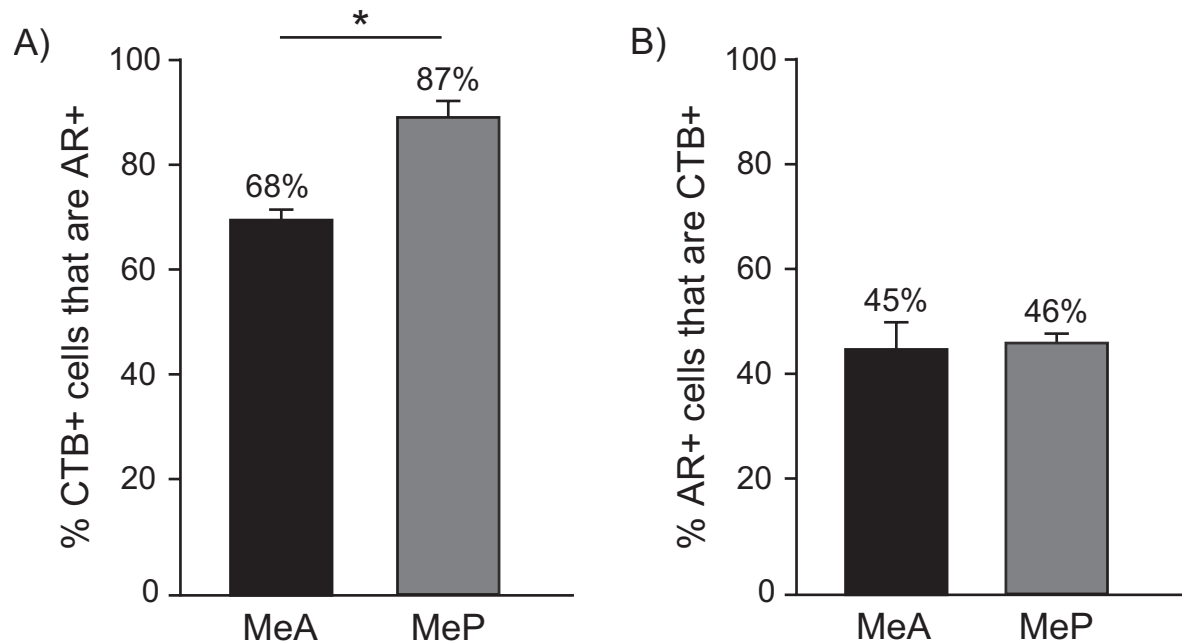 A)
*
% CTB+ cells that are AR+
100
80
60
40
20
0
68%
87%
MeA
MeP
B)
% AR+ cells that are CTB+
100
80
60
40
20
0
45%
46%
MeA
MeP